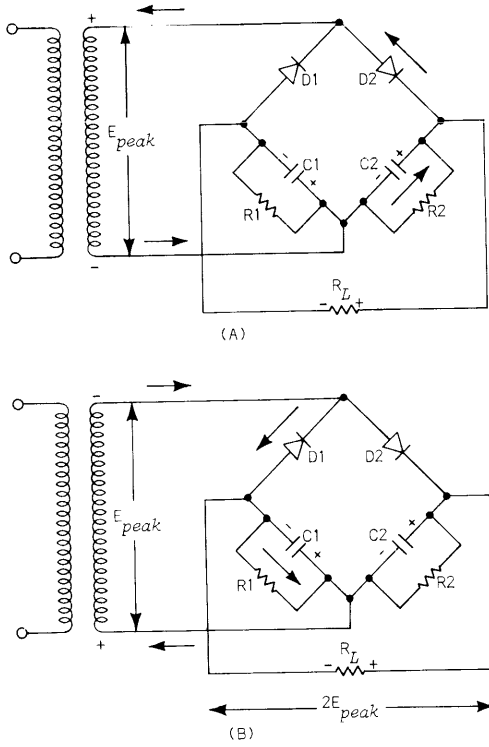 +
E peak
-
D1
D2
- C1 +
- C2 +
R1
R2
- R L +
(A)
-
E peak
+
D1
D2
- C1 +
- C2 +
R1
R2
- R L +
2E peak
(B)